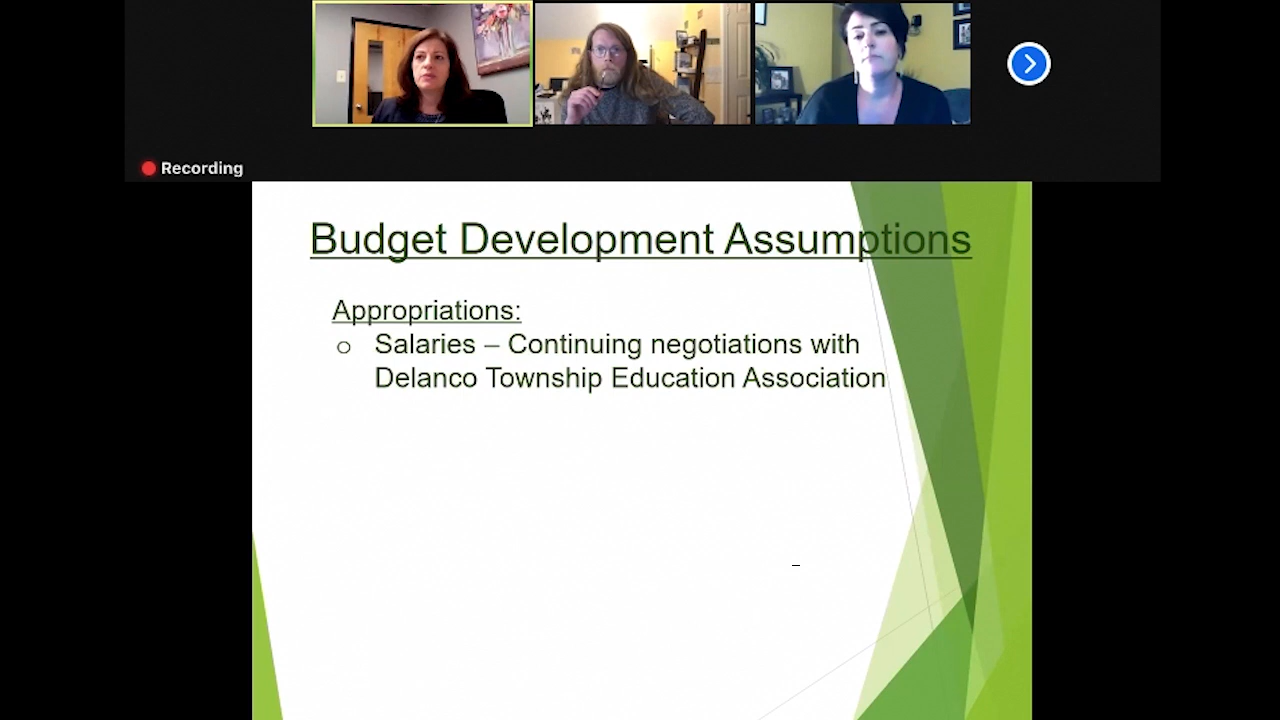 Recording
Budget Development Assumptions
Appropriations:
o Salaries – Continuing negotiations with
Delanco Township Education Association